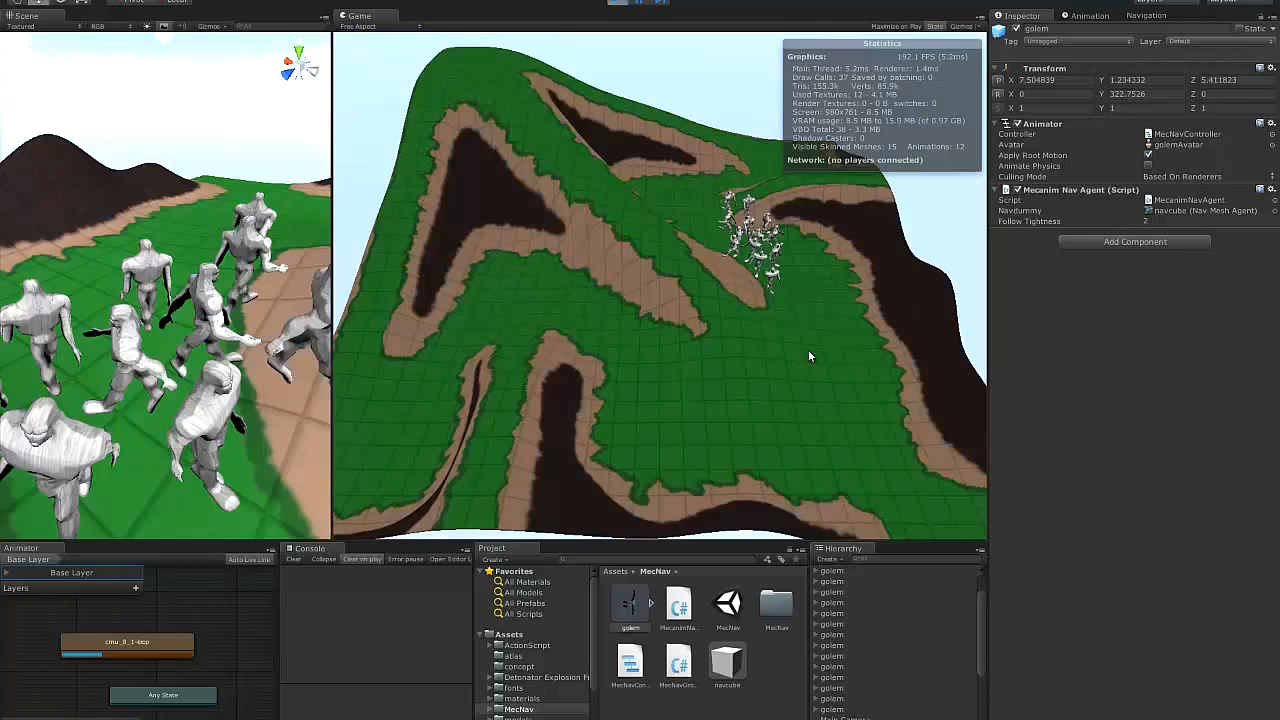 Pivot
Local
Layers
Layout
Scene
Textured
RGB
Gizmos
All
Game
Free Aspect
Maximize on Play
Stats
Gizmos
Statistics
Graphics:
192.1 FPS (5.2ms)
Main Thread: 5.2ms Renderer: 1.4ms
Draw Calls: 37 Saved by batching: 0
Tris: 155.3k Verts: 85.9k
Used Textures: 12 - 4.1 MB
Render Textures: 0 - 0 B switches: 0
Screen: 980x761 - 8.5 MB
VRAM usage: 8.5 MB to 15.9 MB (of 0.97 GB)
VBO Total: 38 - 3.3 MB
Shadow Casters: 0
Visible Skinned Meshes: 15 Animations: 12
Network: (no players connected)
Inspector
Animation
Navigation
golem
Static
Tag
Untagged
Layer
Default
Transform
P X 7.504839 Y 1.234332 Z 5.411823
R X 0 Y 322.7526 Z 0
S X 1 Y 1 Z 1
Animator
Controller MecNavController
Avatar golemAvatar
Apply Root Motion
Animate Physics
Culling Mode Based On Renderers
Mecanim Nav Agent (Script)
Script MecanimNavAgent
Navdummy navcube (Nav Mesh Agent)
Follow Tightness 2
Add Component
Animator
Base Layer
Auto Live Link
Base Layer
Layers +
cmu_8_1-loop
Any State
Console
Clear
Collapse
Clear on play
Error pause
Open Editor L
Project
Create
Favorites
All Materials
All Models
All Prefabs
All Scripts
Assets
ActionScript
atlas
concept
Detonator Explosion Fr
fonts
materials
MecNav
Assets
MecNav
golem
MecanimNa...
MecNav
MecNav
MecNavCon...
MecNavGro...
navcube
Hierarchy
Create
All
golem
golem
golem
golem
golem
golem
golem
golem
golem
golem
golem
golem
golem
golem
Main Camera